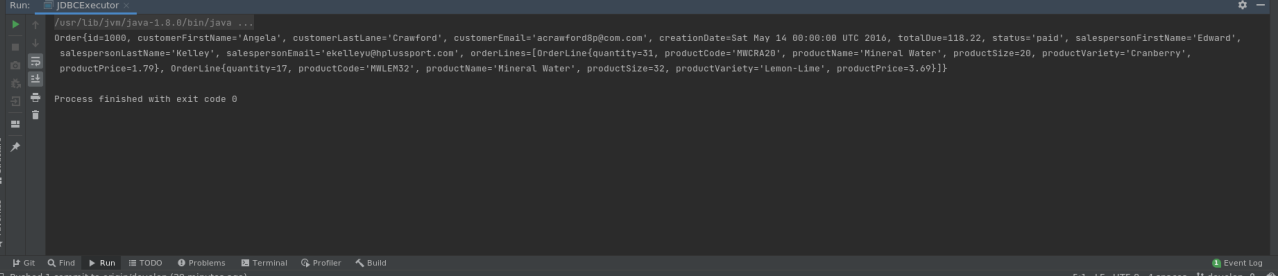 Run: JDBCExecutor ×
/usr/lib/jvm/java-1.8.0/bin/java ...
Order{id=1000, customerFirstName='Angela', customerLastLane='Crawford', customerEmail='acrawford8p@com.com', creationDate=Sat May 14 00:00:00 UTC 2016, totalDue=118.22, status='paid', salespersonFirstName='Edward',
salespersonLastName='Kelley', salespersonEmail='ekelleyu@hplussport.com', orderLines=[OrderLine{quantity=31, productCode='MWCRA20', productName='Mineral Water', productSize=20, productVariety='Cranberry',
productPrice=1.79}, OrderLine{quantity=17, productCode='MWLEM32', productName='Mineral Water', productSize=32, productVariety='Lemon-Lime', productPrice=3.69}]}
Process finished with exit code 0
Git Find Run TODO Problems Terminal Profiler Build 1 Event Log